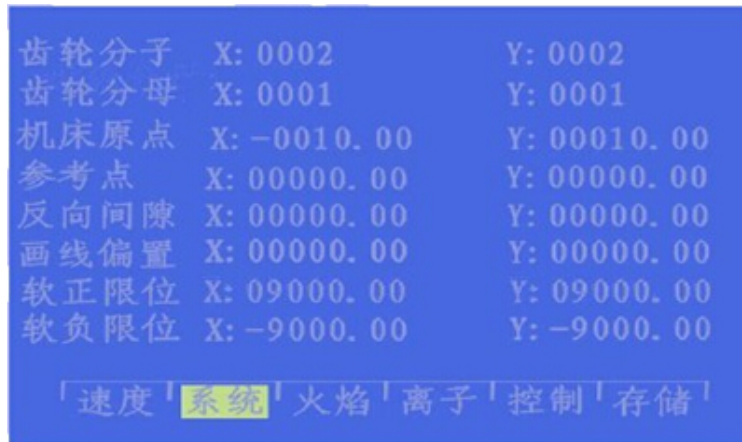 齿轮分子 X: 0002 Y: 0002
齿轮分母 X: 0001 Y: 0001
机床原点 X: -0010.00 Y: 00010.00
参考点 X: 00000.00 Y: 00000.00
反向间隙 X: 00000.00 Y: 00000.00
画线偏置 X: 00000.00 Y: 00000.00
软正限位 X: 09000.00 Y: 09000.00
软负限位 X: -9000.00 Y: -9000.00
速度 系统 火焰 离子 控制 存储